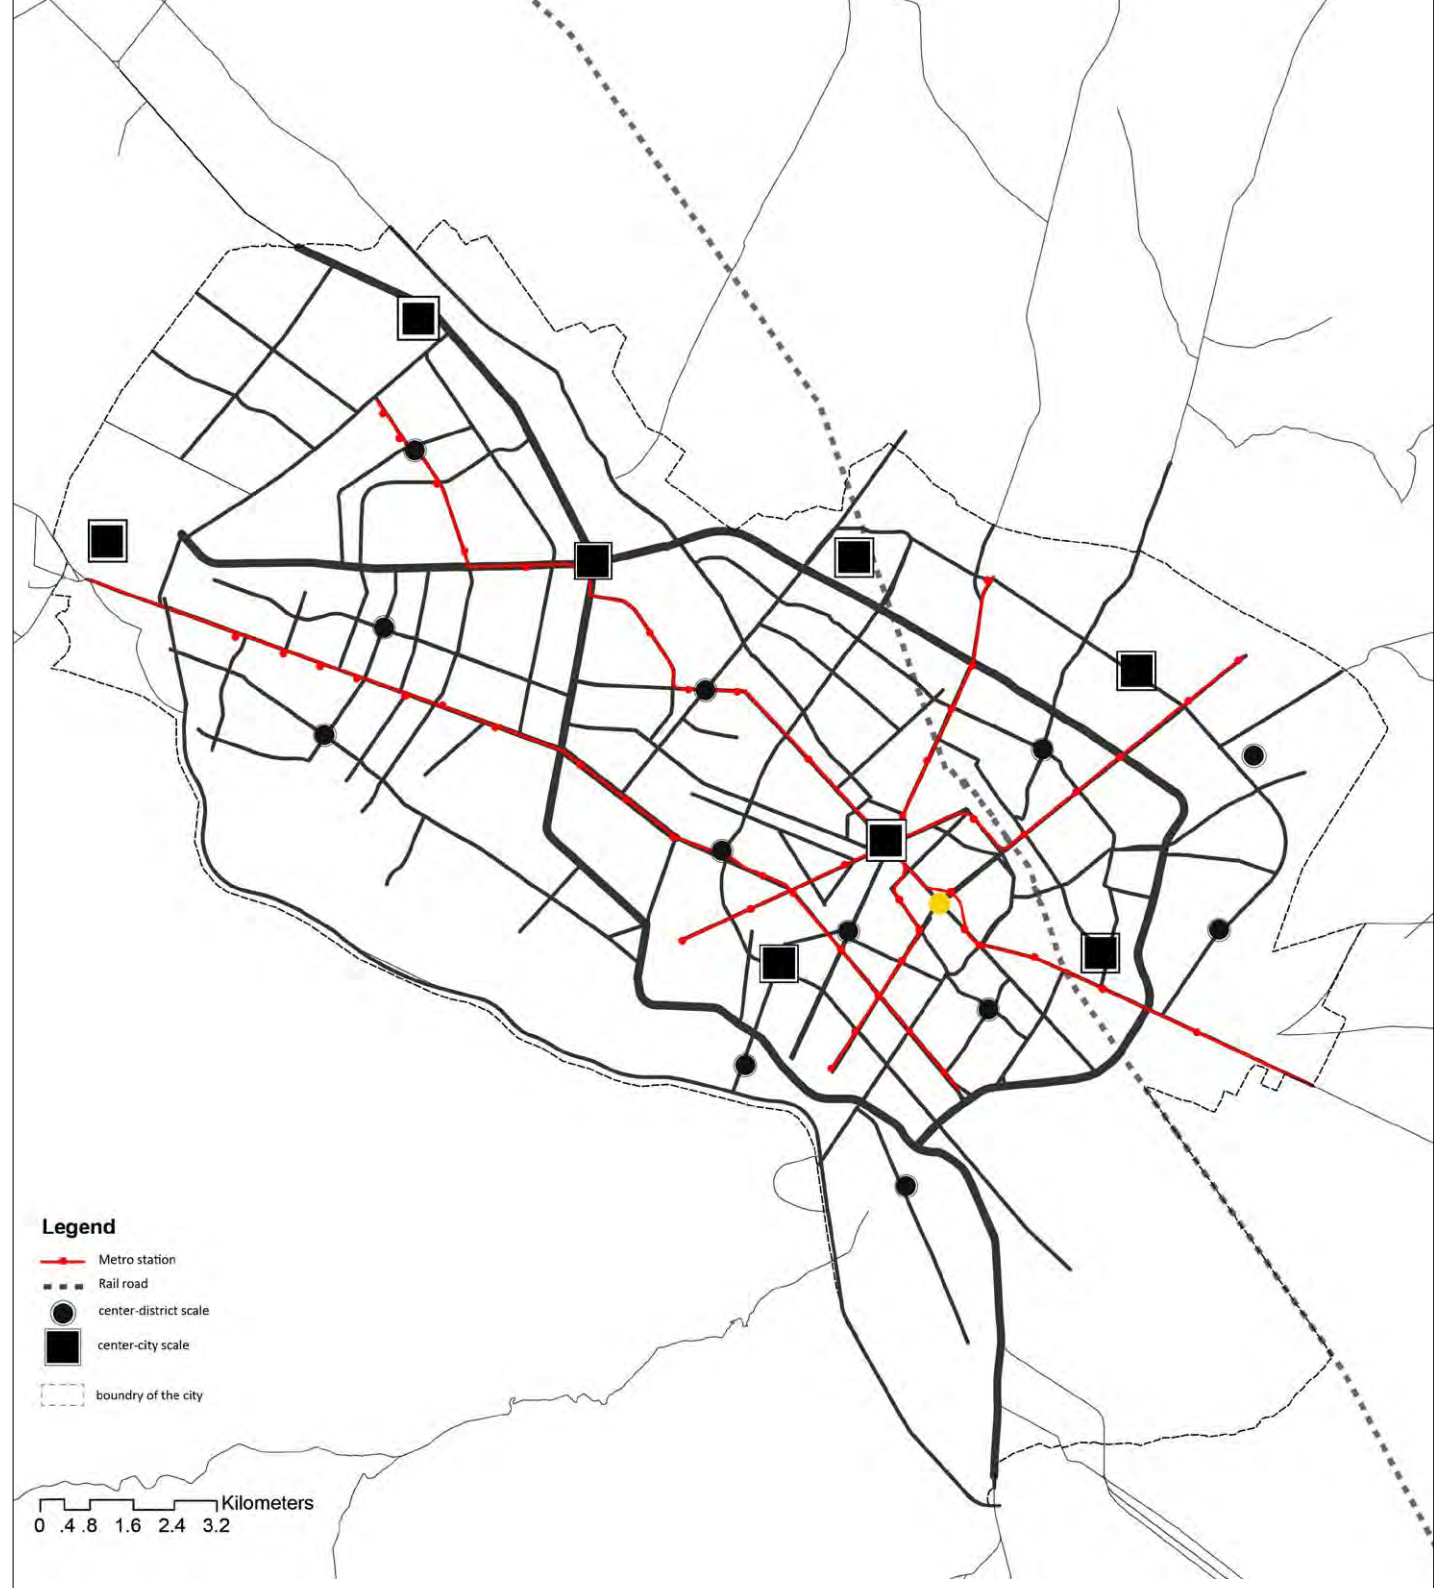 Legend
Metro station
Rail road
center-district scale
center-city scale
boundry of the city
Kilometers
0 .4 .8 1.6 2.4 3.2